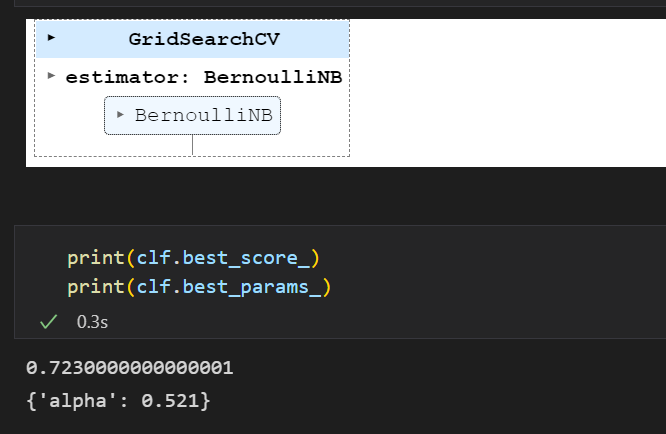 GridSearchCV
estimator: BernoulliNB
BernoulliNB
print(clf.best_score_)
print(clf.best_params_)
0.3s
0.7230000000000001
{'alpha': 0.521}